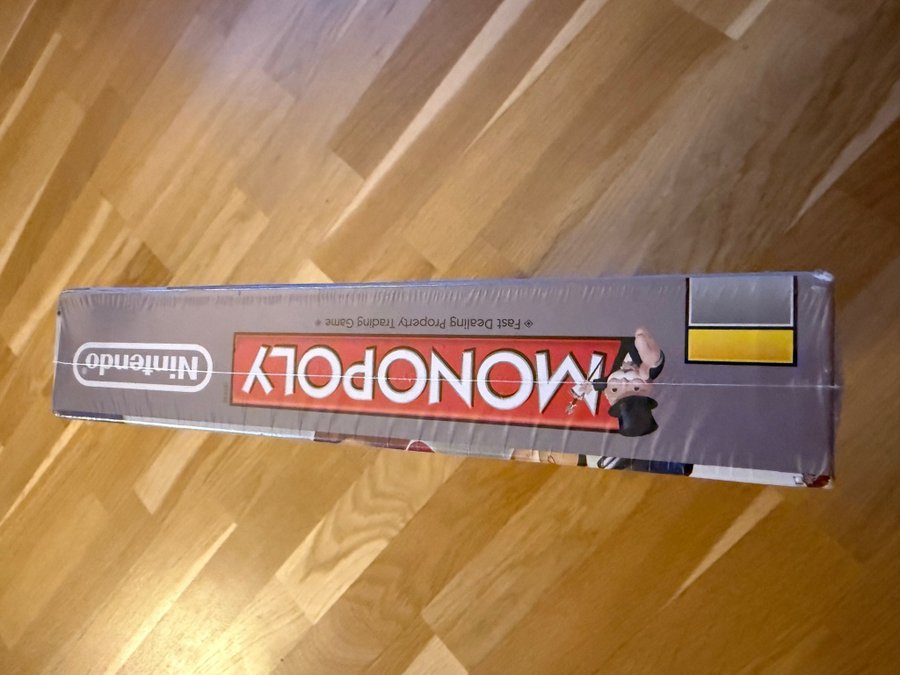 MONOPOLY
Fast Dealing Property Trading Game
Nintendo